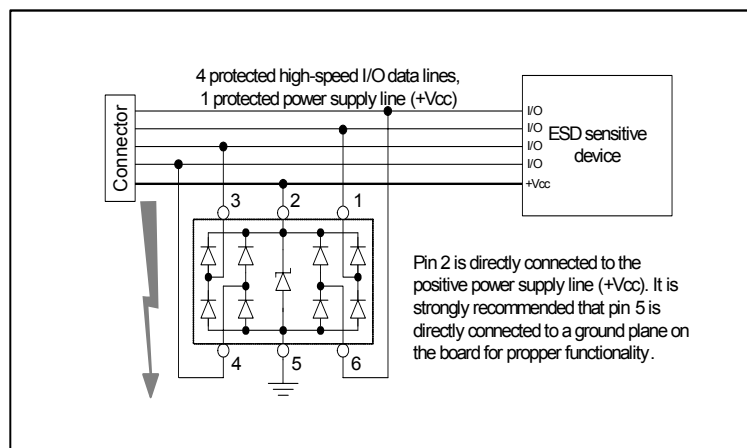 4 protected high-speed I/O data lines,
1 protected power supply line (+Vcc)
Connector
I/O
I/O
I/O
I/O
+Vcc
ESD sensitive
device
3 2 1
4 5 6
Pin 2 is directly connected to the
positive power supply line (+Vcc). It is
strongly recommended that pin 5 is
directly connected to a ground plane on
the board for propper functionality.